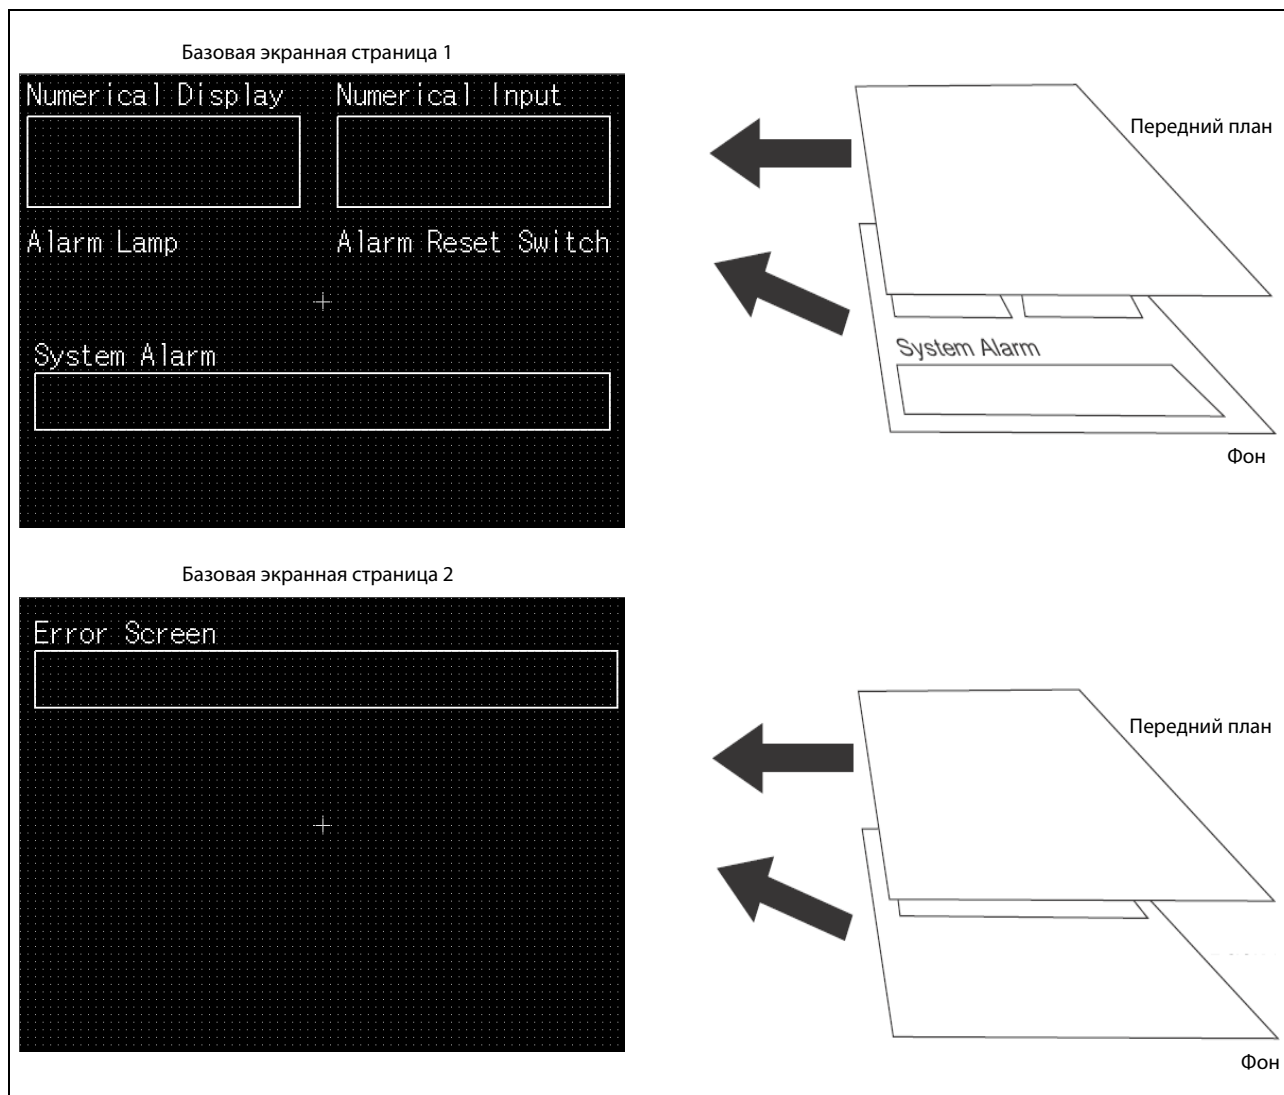 Базовая экранная страница 1
Numerical Display
Numerical Input
Передний план
Alarm Lamp
Alarm Reset Switch
System Alarm
System Alarm
Фон
Базовая экранная страница 2
Error Screen
Передний план
Фон